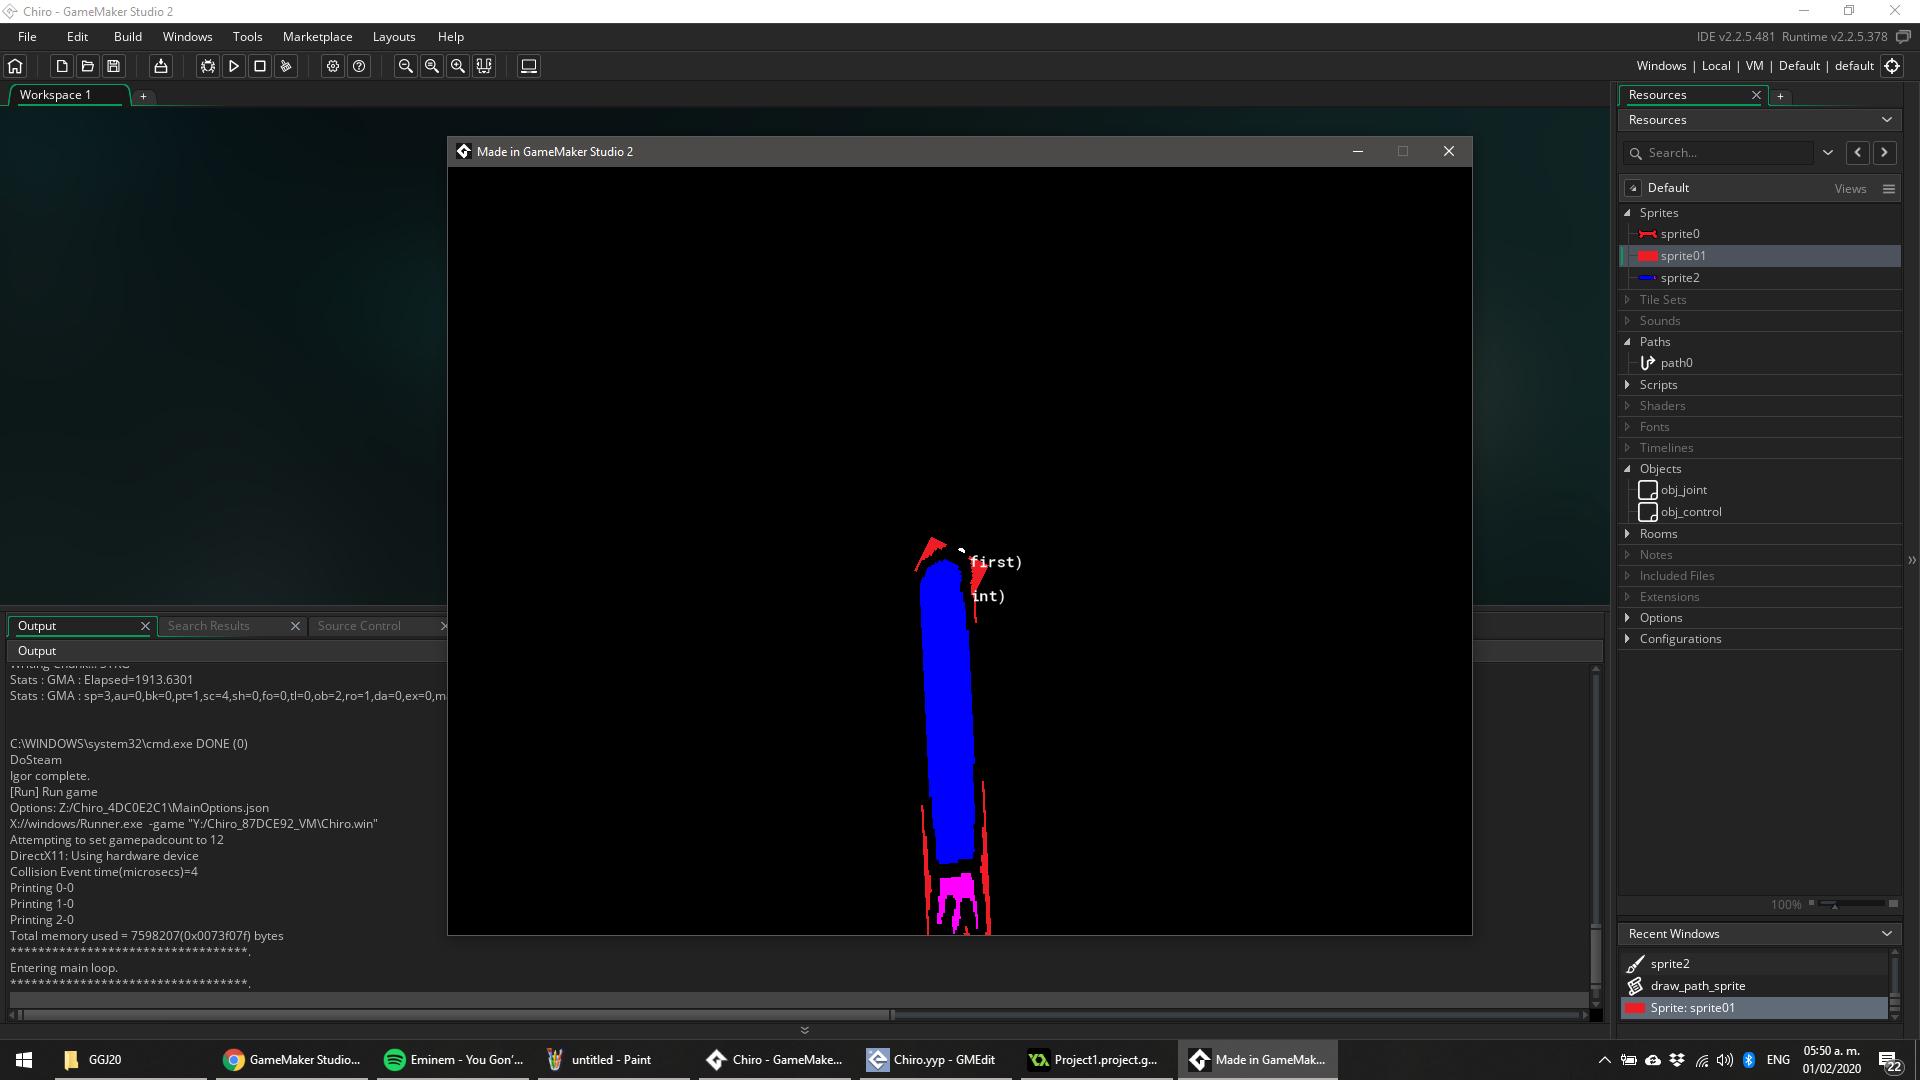 Chiro - GameMaker Studio 2
File Edit Build Windows Tools Marketplace Layouts Help
IDE v2.2.5.481 Runtime v2.2.5.378
Windows | Local | VM | Default | default
Workspace 1
+
Resources
+
Resources
Search...
Default
Views
Sprites
sprite0
sprite01
sprite2
Tile Sets
Sounds
Paths
path0
Scripts
Shaders
Fonts
Timelines
Objects
obj_joint
obj_control
Rooms
Notes
Included Files
Extensions
Options
Configurations
100%
Recent Windows
sprite2
draw_path_sprite
Sprite: sprite01
Made in GameMaker Studio 2
first)
int)
Output
Search Results
Source Control
Output
Stats : GMA : Elapsed=1913.6301
Stats : GMA : sp=3,au=0,bk=0,pt=1,sc=4,sh=0,fo=0,tl=0,ob=2,ro=1,da=0,ex=0,m
C:\WINDOWS\system32\cmd.exe DONE (0)
DoSteam
Igor complete.
[Run] Run game
Options: Z:/Chiro_4DC0E2C1\MainOptions.json
X://windows/Runner.exe -game "Y:/Chiro_87DCE92_VM\Chiro.win"
Attempting to set gamepadcount to 12
DirectX11: Using hardware device
Collision Event time(microsecs)=4
Printing 0-0
Printing 1-0
Printing 2-0
Total memory used = 7598207(0x0073f07f) bytes
**********************************.
Entering main loop.
**********************************.
GGJ20
GameMaker Studio...
Eminem - You Gon'...
untitled - Paint
Chiro - GameMake...
Chiro.yyp - GMEdit
Project1.project.g...
Made in GameMak...
ENG
05:50 a. m.
01/02/2020
22